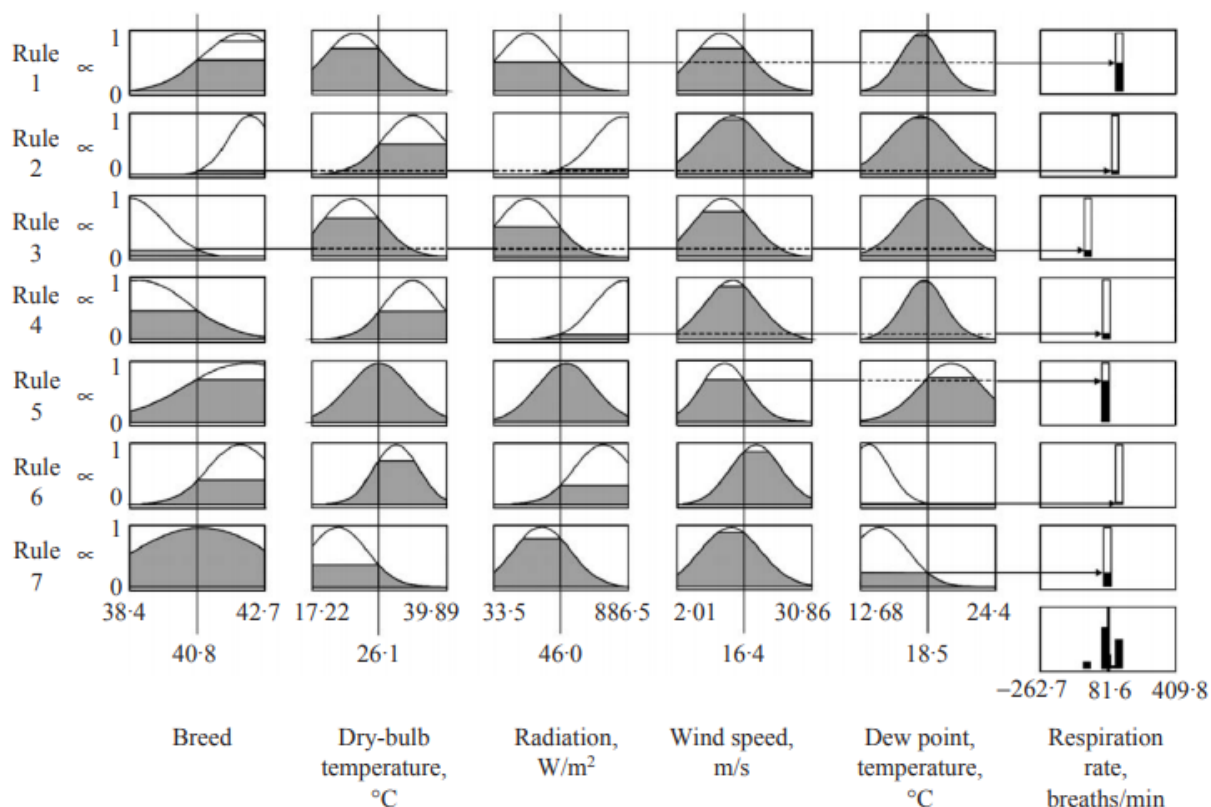 Rule
1
∝
1
0
Rule
2
∝
1
0
Rule
3
∝
1
0
Rule
4
∝
1
0
Rule
5
∝
1
0
Rule
6
∝
1
0
Rule
7
∝
1
0
38·4 42·7 17·22 39·89 33·5 886·5 2·01 30·86 12·68 24·4
40·8 26·1 46·0 16·4 18·5
−262·7 81·6 409·8
Breed
Dry-bulb
temperature,
°C
Radiation,
W/m²
Wind speed,
m/s
Dew point,
temperature,
°C
Respiration
rate,
breaths/min